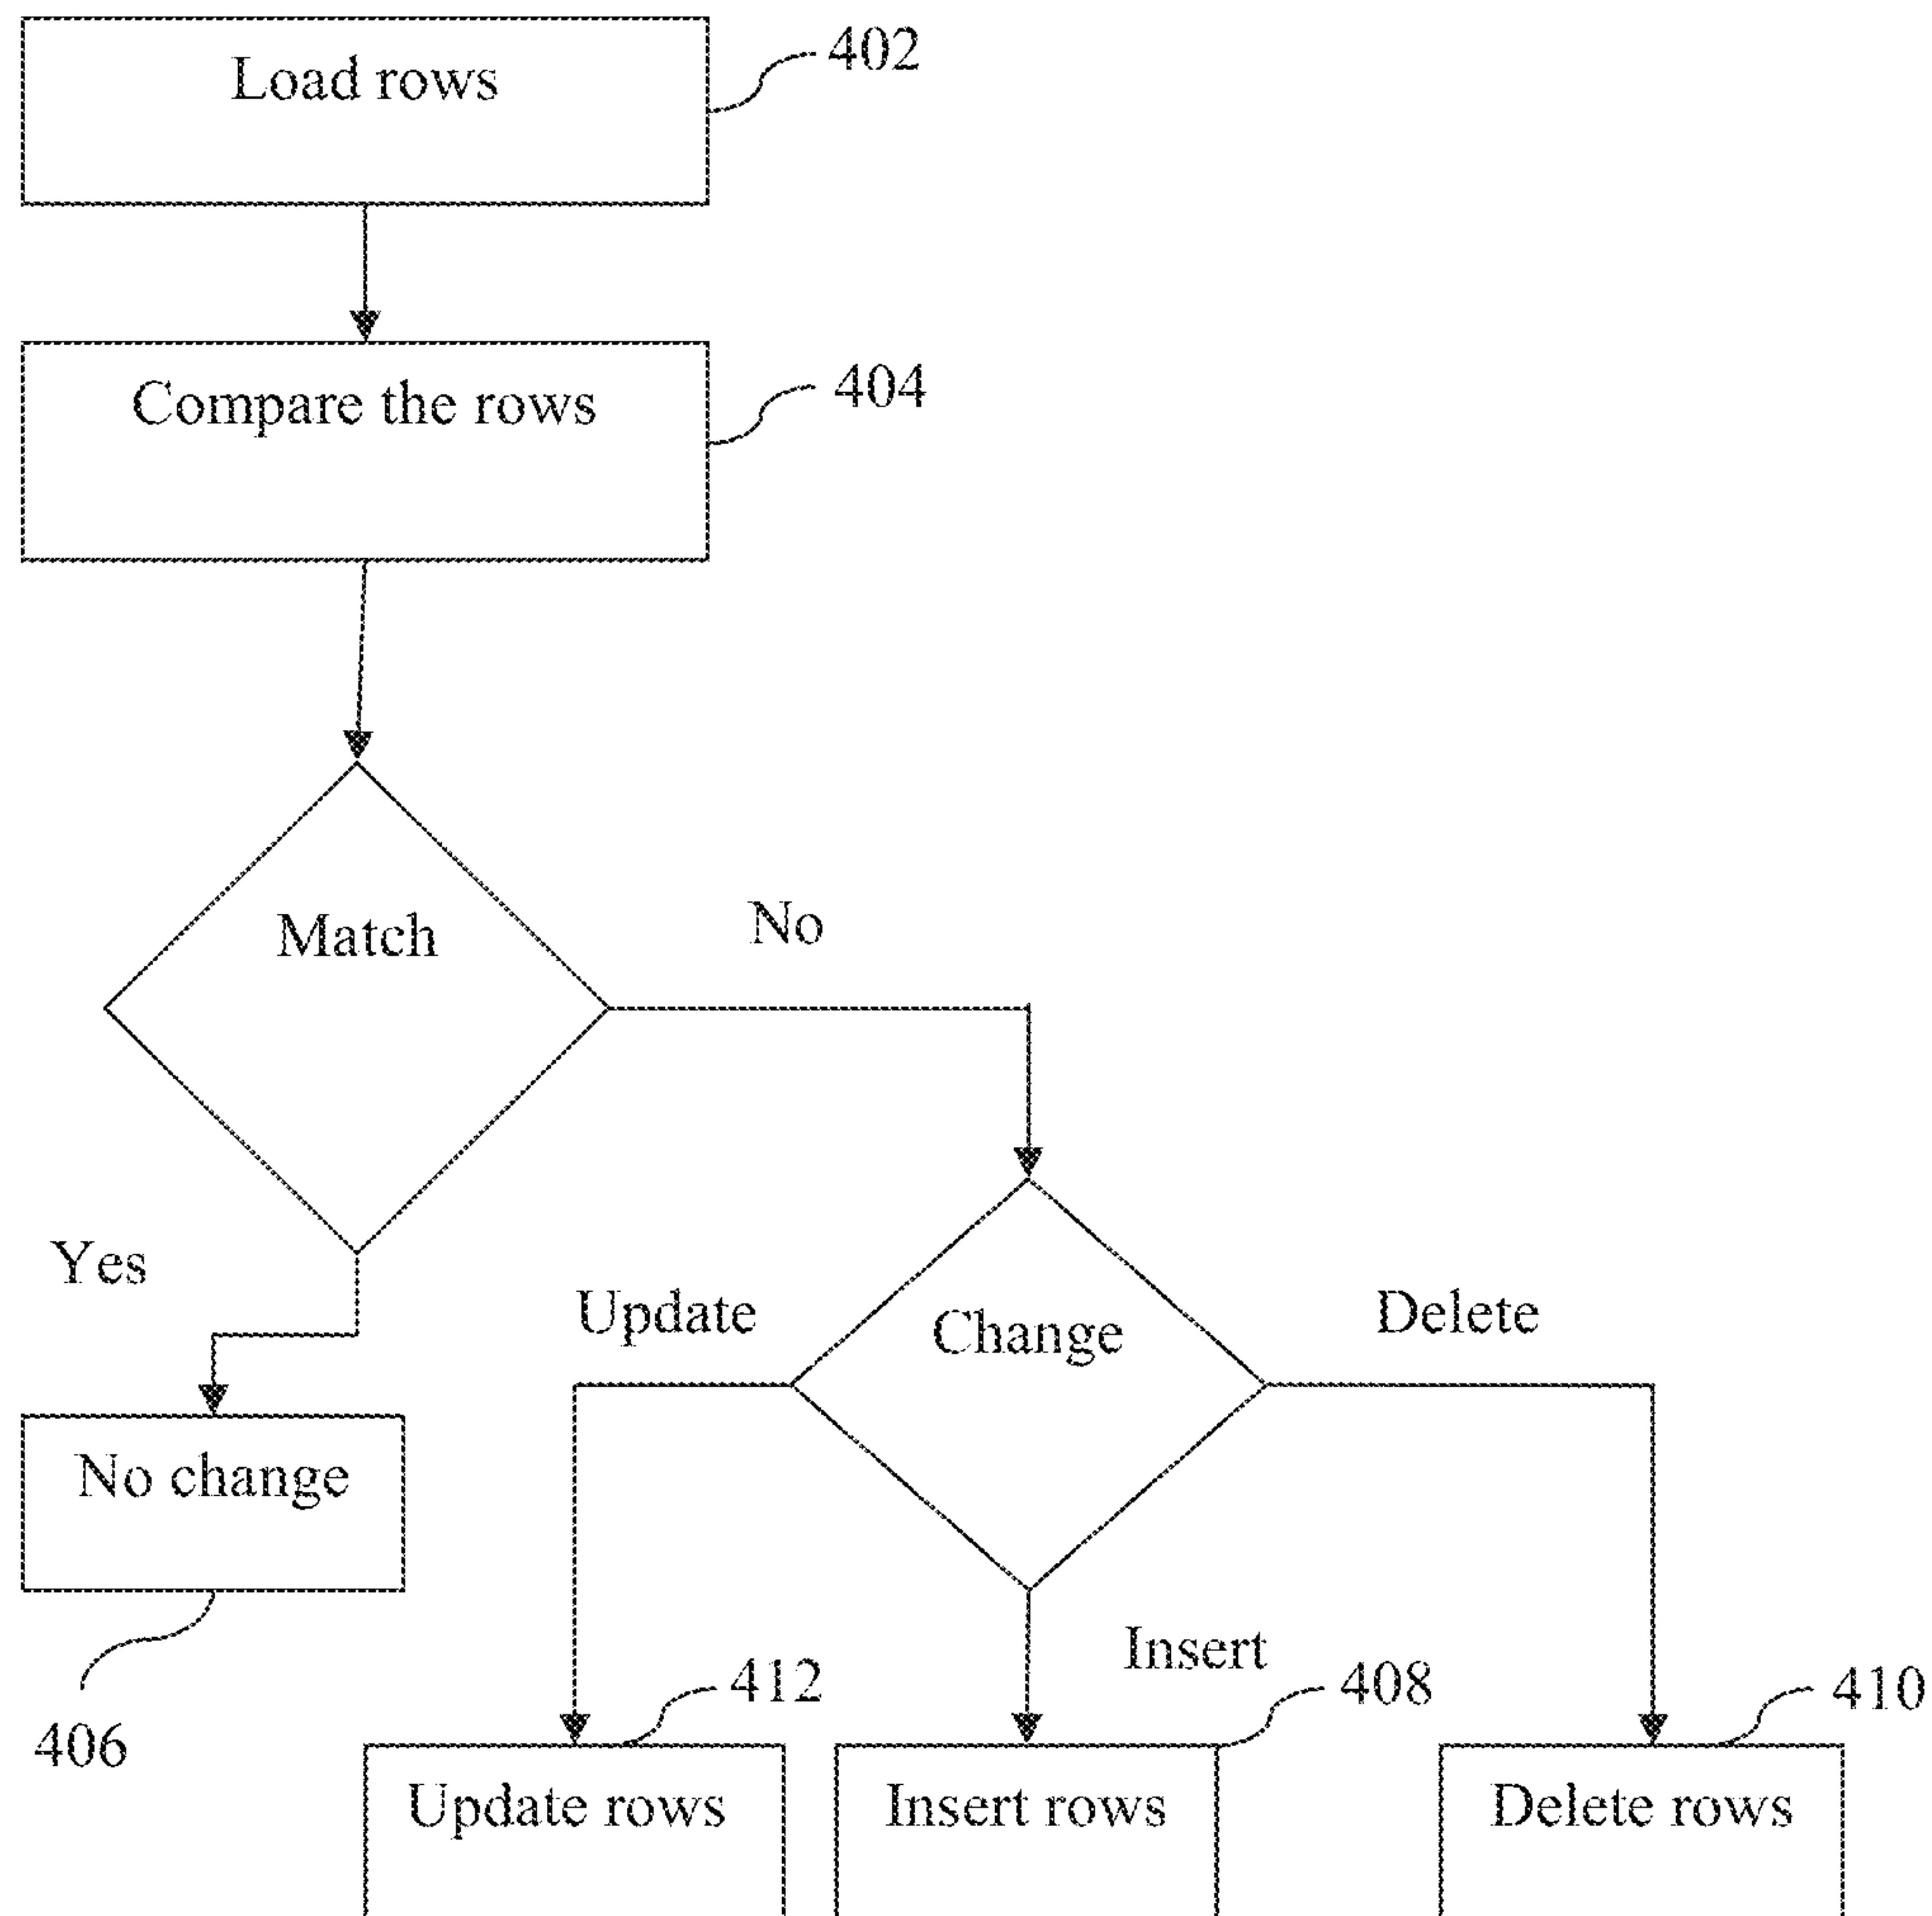 Load rows
402
Compare the rows
404
Match
No
Yes
Update
Change
Delete
No change
Insert
406
412
408
410
Update rows
Insert rows
Delete rows